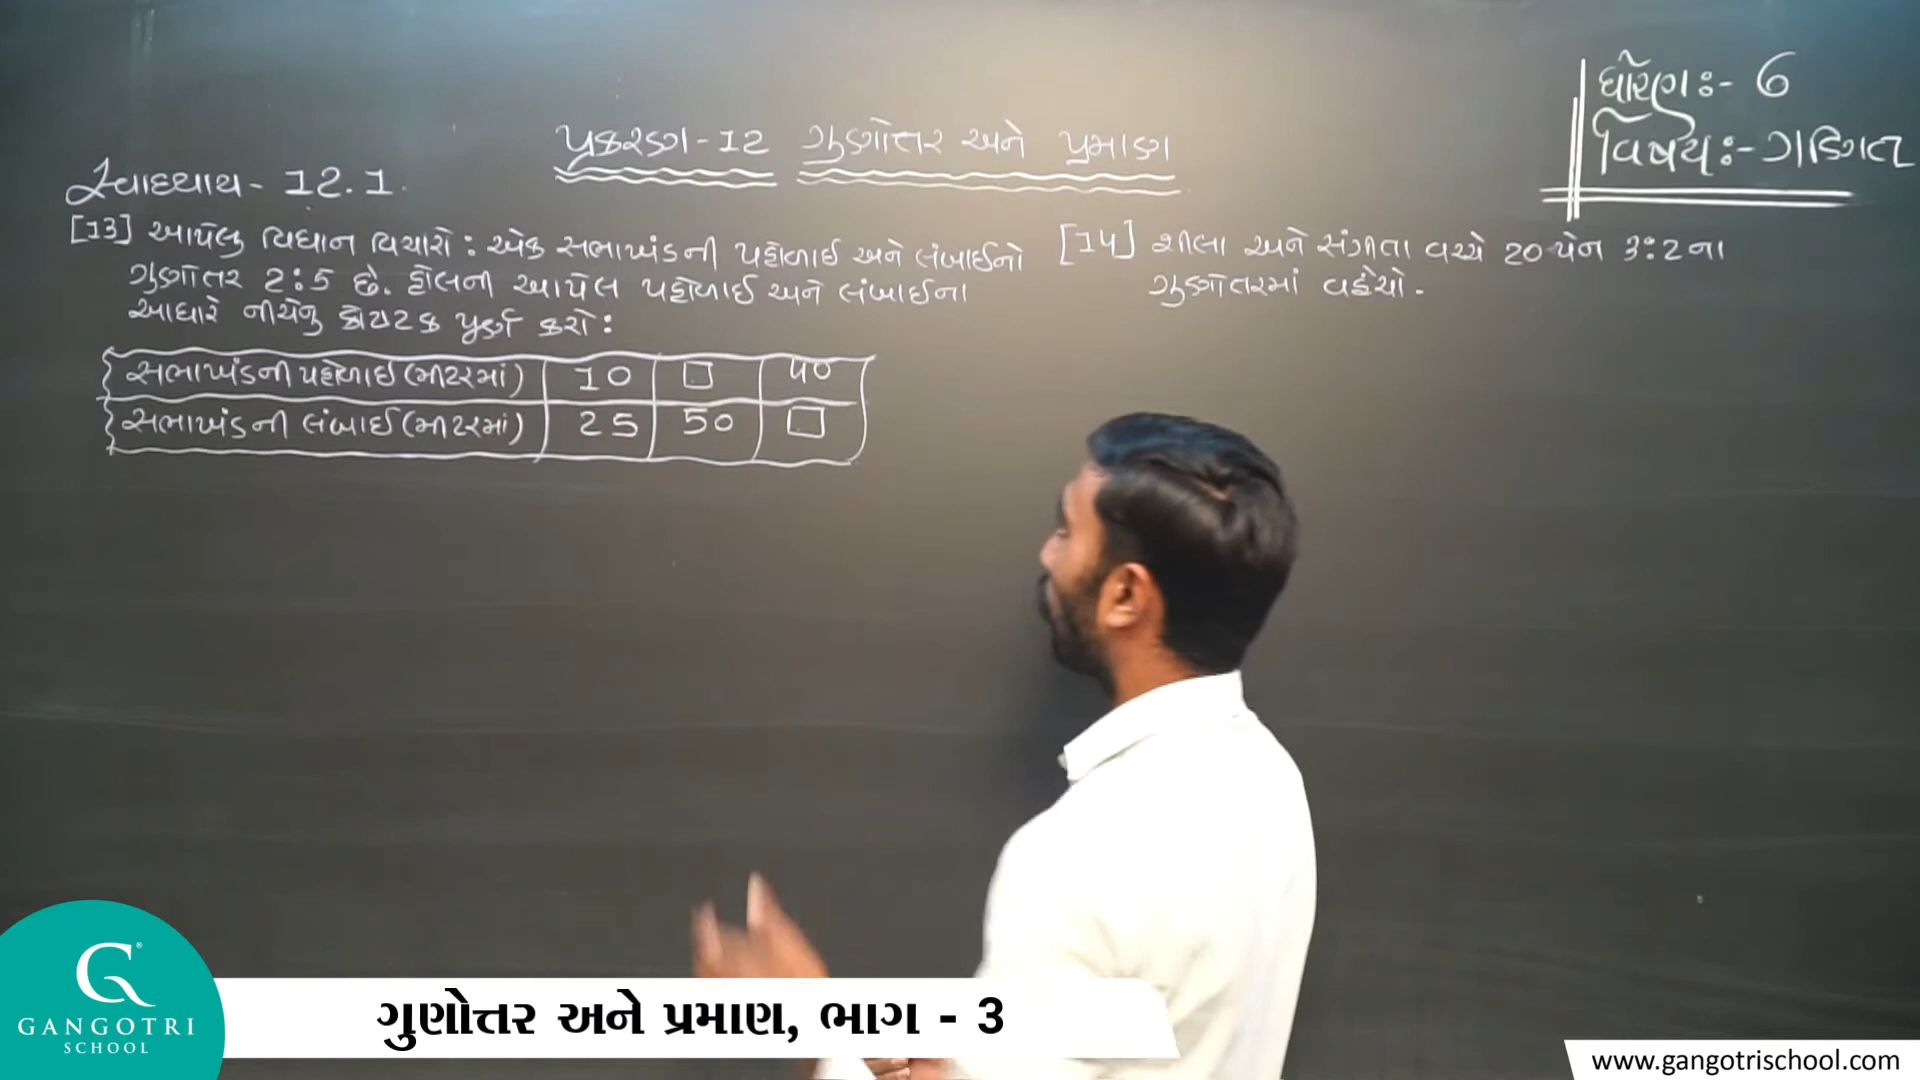 ધોરણ:- 6
વિષય:- ગણિત
પ્રકરણ-12 ગુણોત્તર અને પ્રમાણ
સ્વાધ્યાય - 12.1.
[13] આપેલુ વિધાન વિચારો : એક સભાખંડની પહોળાઈ અને લંબાઈનો
ગુણોતર 2:5 છે. હોલની આપેલ પહોળાઈ અને લંબાઈના
આધારે નીચેનુ કોષ્ટક પૂર્ણ કરો :
સભાખંડની પહોળાઈ (મીટરમાં) 10 □ 40
સભાખંડની લંબાઈ (મીટરમાં) 25 50 □
[14] શીલા અને સંગીતા વચ્ચે 20 પેન 3:2 ના
ગુણોતરમાં વહેંચો.
G®
GANGOTRI
SCHOOL
ગુણોત્તર અને પ્રમાણ, ભાગ - 3
www.gangotrischool.com